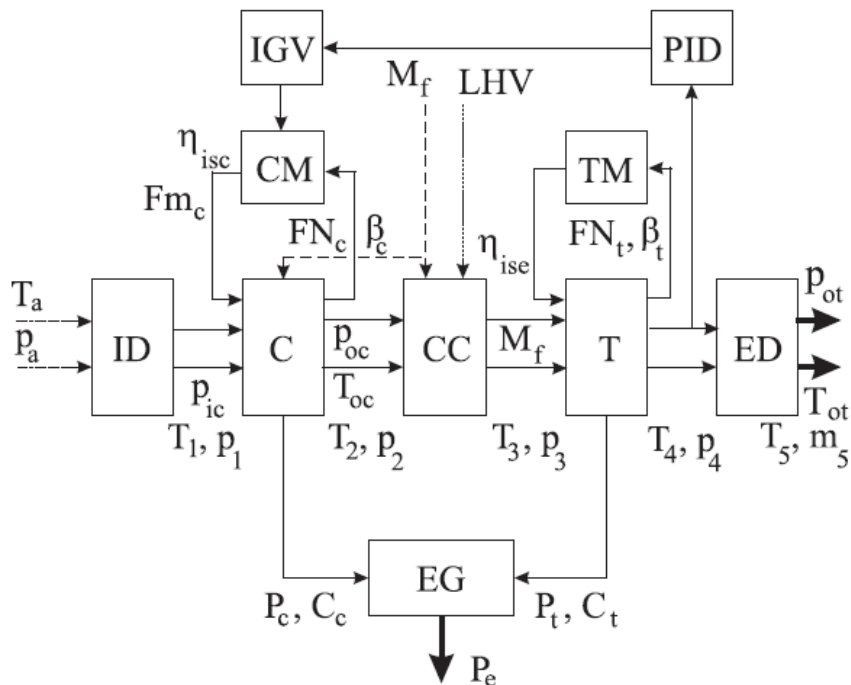 IGV
PID
M_f
LHV
η_isc
CM
TM
Fm_c
FN_c
β_c
η_ise
FN_t, β_t
T_a
p_a
ID
C
p_oc
CC
M_f
T
ED
p_ot
p_ic
T_oc
T_ot
T_1, p_1
T_2, p_2
T_3, p_3
T_4, p_4
T_5, m_5
EG
P_c, C_c
P_t, C_t
P_e